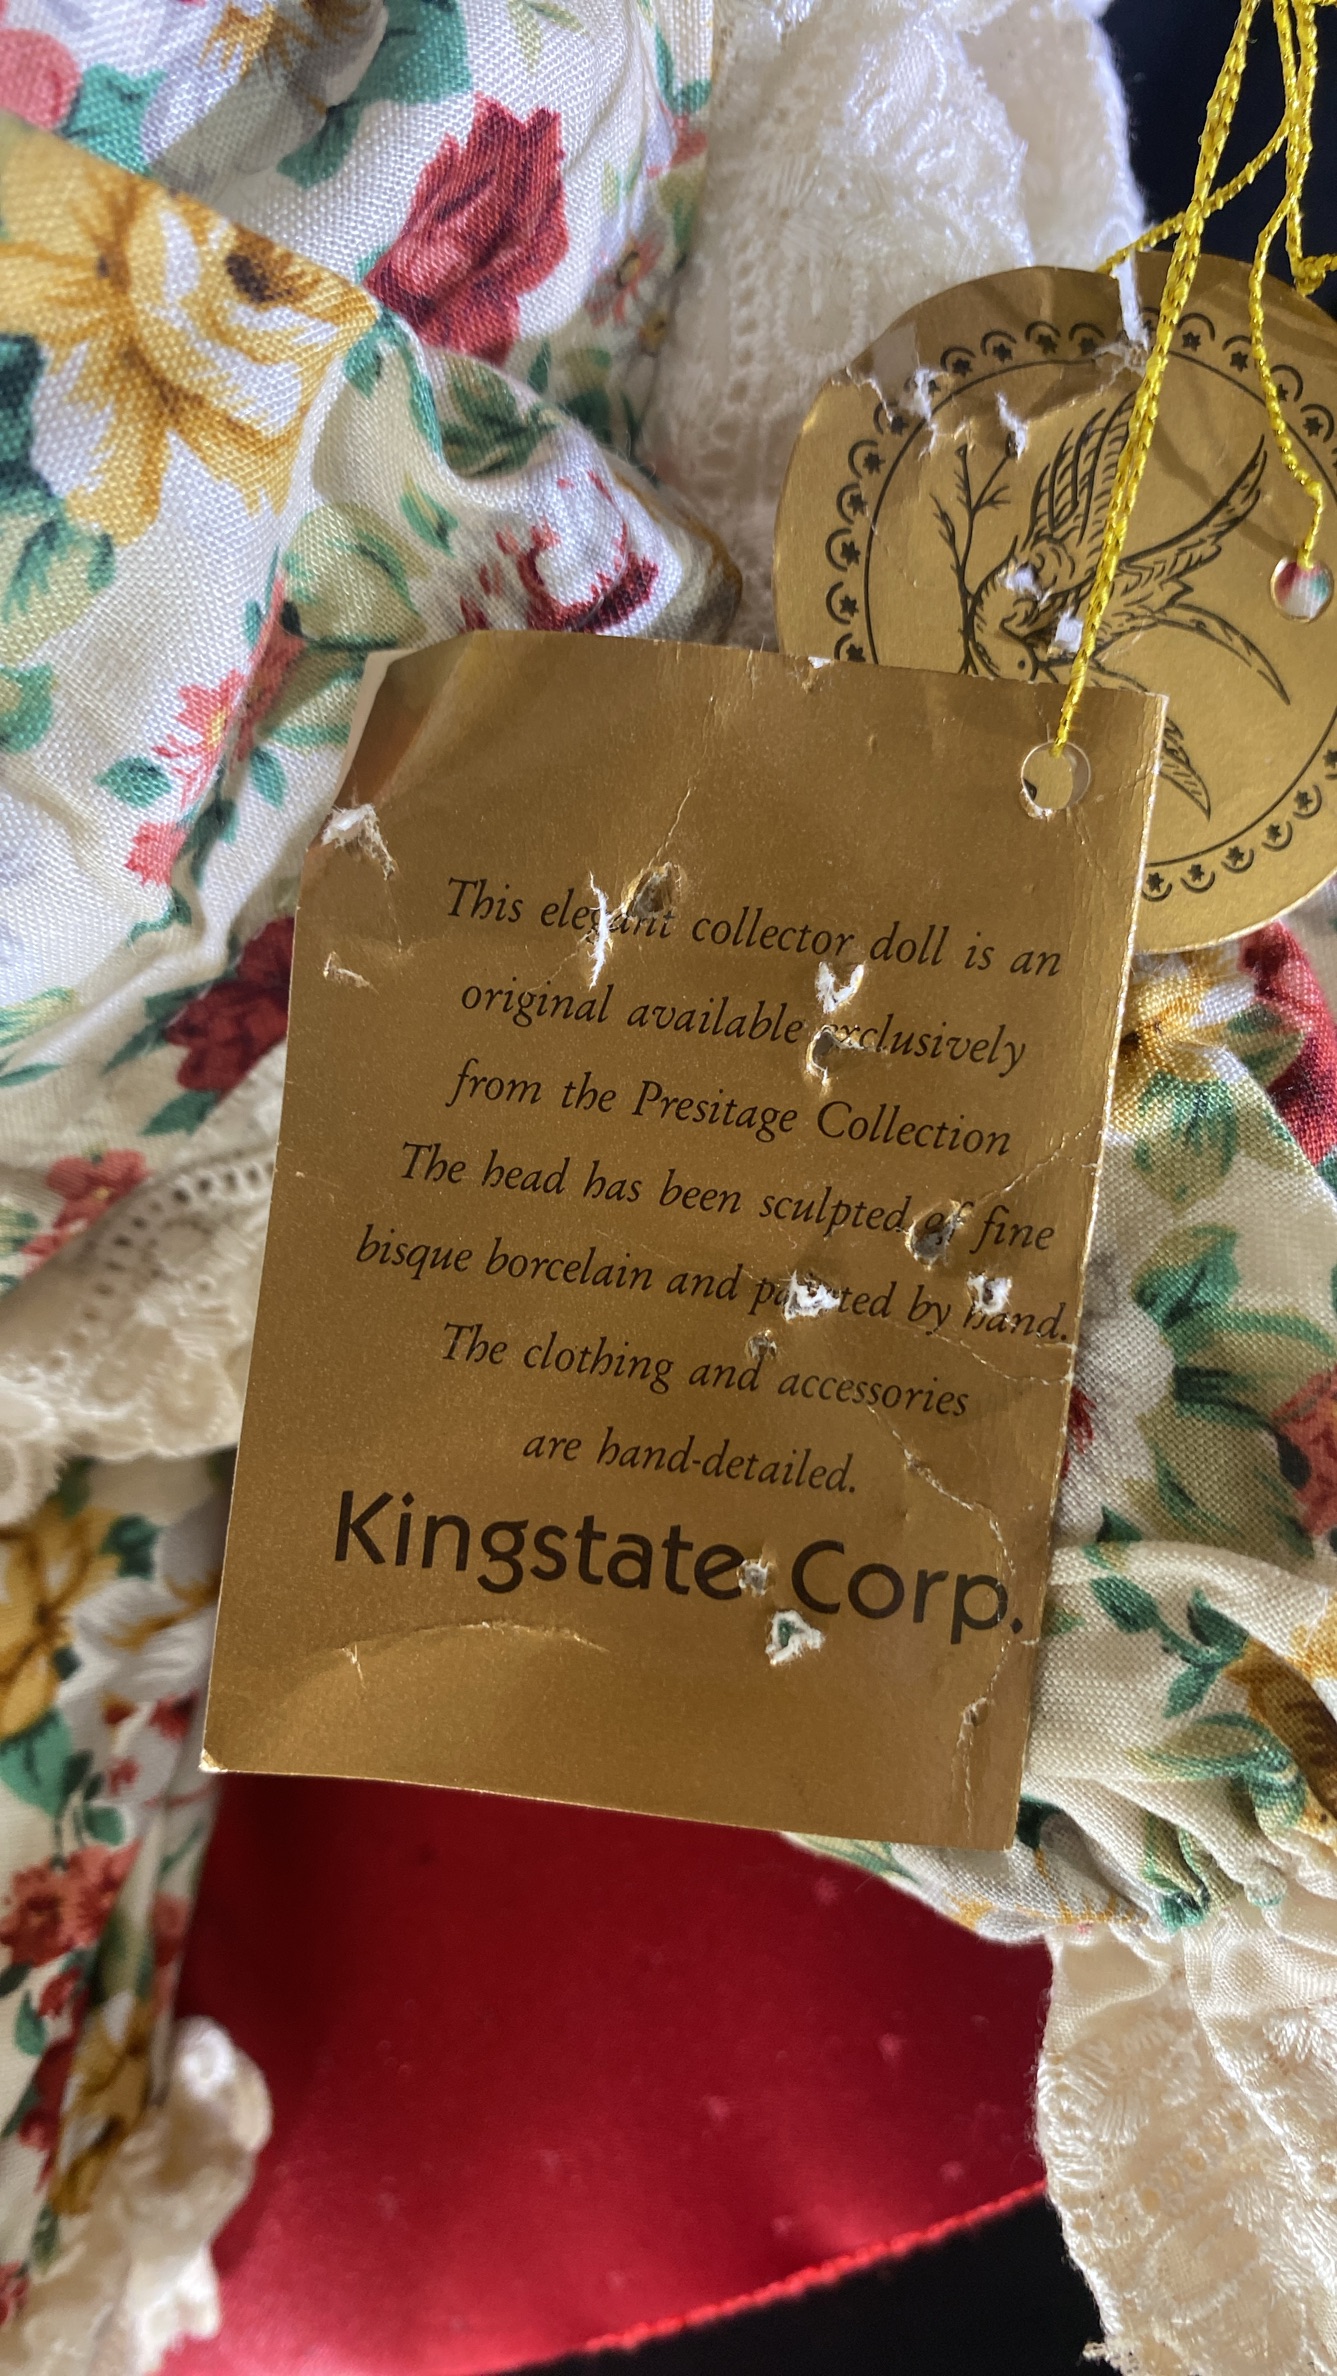 This elegant collector doll is an
original available exclusively
from the Presitage Collection
The head has been sculpted of fine
bisque borcelain and painted by hand.
The clothing and accessories
are hand-detailed.
Kingstate Corp.